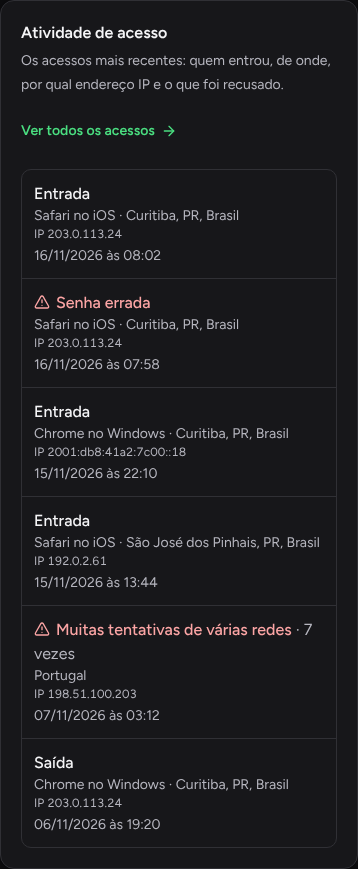 Atividade de acesso
Os acessos mais recentes: quem entrou, de onde,
por qual endereço IP e o que foi recusado.
Ver todos os acessos →
Entrada
Safari no iOS · Curitiba, PR, Brasil
IP 203.0.113.24
16/11/2026 às 08:02
Senha errada
Safari no iOS · Curitiba, PR, Brasil
IP 203.0.113.24
16/11/2026 às 07:58
Entrada
Chrome no Windows · Curitiba, PR, Brasil
IP 2001:db8:41a2:7c00::18
15/11/2026 às 22:10
Entrada
Safari no iOS · São José dos Pinhais, PR, Brasil
IP 192.0.2.61
15/11/2026 às 13:44
Muitas tentativas de várias redes · 7
vezes
Portugal
IP 198.51.100.203
07/11/2026 às 03:12
Saída
Chrome no Windows · Curitiba, PR, Brasil
IP 203.0.113.24
06/11/2026 às 19:20